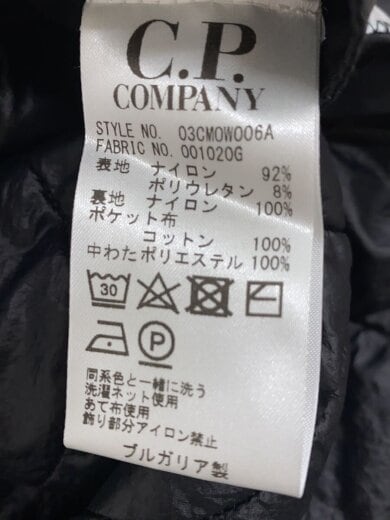 C.P.
COMPANY
STYLE NO. 03CMOW006A
FABRIC NO. 001020G
表地 ナイロン 92%
ポリウレタン 8%
裏地 ナイロン 100%
ポケット布
コットン 100%
中わたポリエステル 100%
30
P
同系色と一緒に洗う
洗濯ネット使用
あて布使用
飾り部分アイロン禁止
ブルガリア製